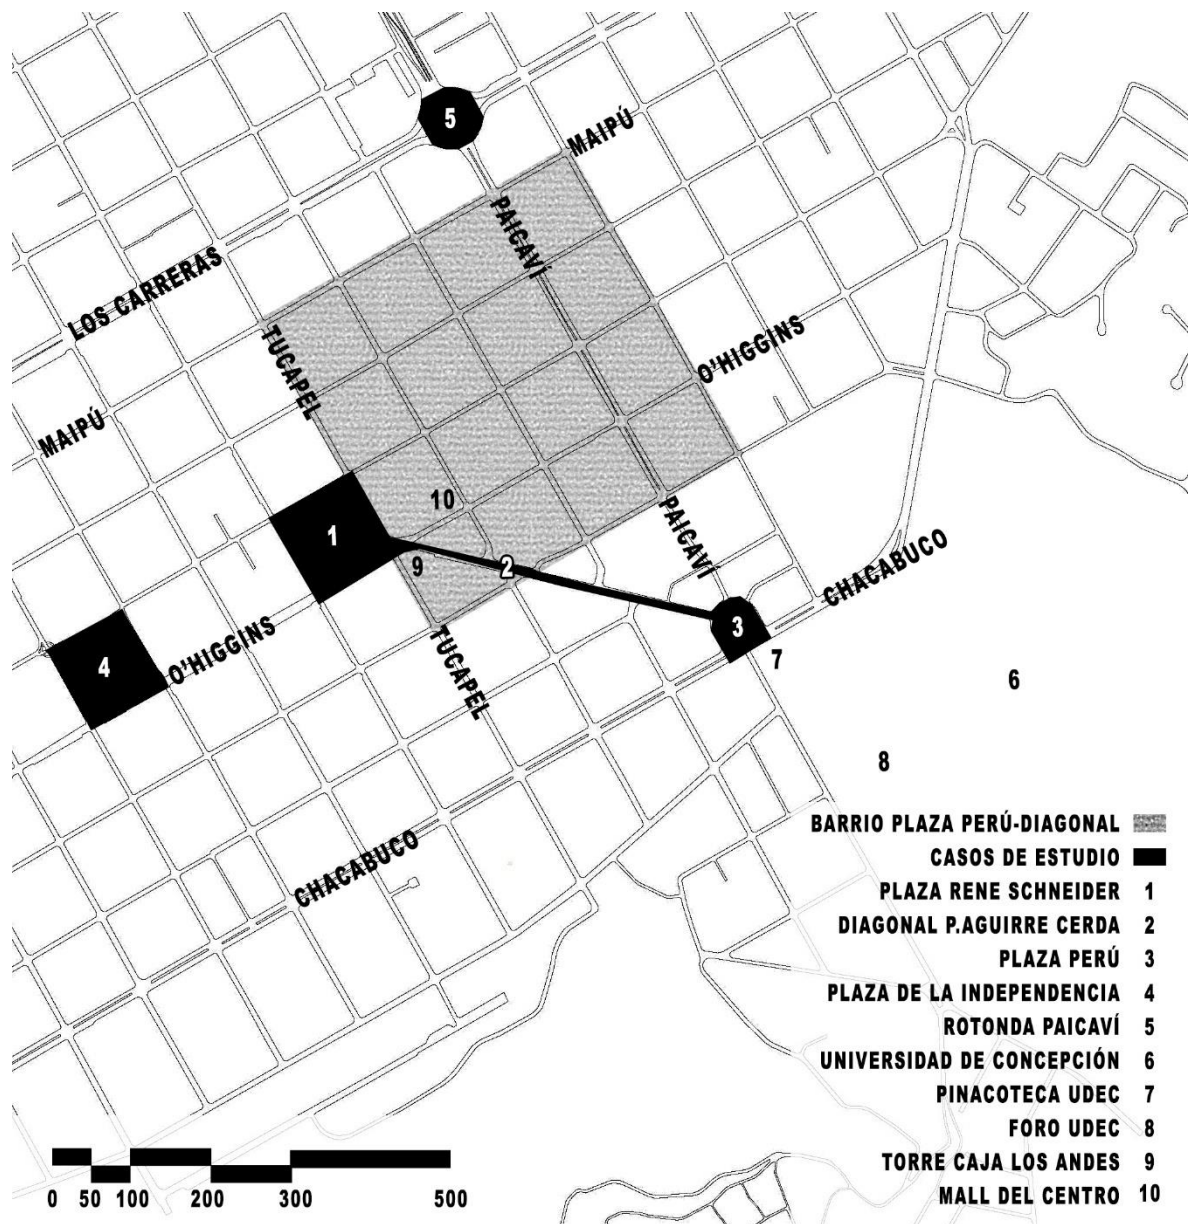 5
MAIPÚ
PAICAVÍ
LOS CARRERAS
TUCAPEL
O'HIGGINS
MAIPÚ
10
PAICAVÍ
1
9
2
CHACABUCO
3
O'HIGGINS
TUCAPEL
4
7
6
8
CHACABUCO
BARRIO PLAZA PERÚ-DIAGONAL
CASOS DE ESTUDIO
PLAZA RENE SCHNEIDER 1
DIAGONAL P.AGUIRRE CERDA 2
PLAZA PERÚ 3
PLAZA DE LA INDEPENDENCIA 4
ROTONDA PAICAVÍ 5
UNIVERSIDAD DE CONCEPCIÓN 6
PINACOTECA UDEC 7
FORO UDEC 8
TORRE CAJA LOS ANDES 9
MALL DEL CENTRO 10
0 50 100 200 300 500